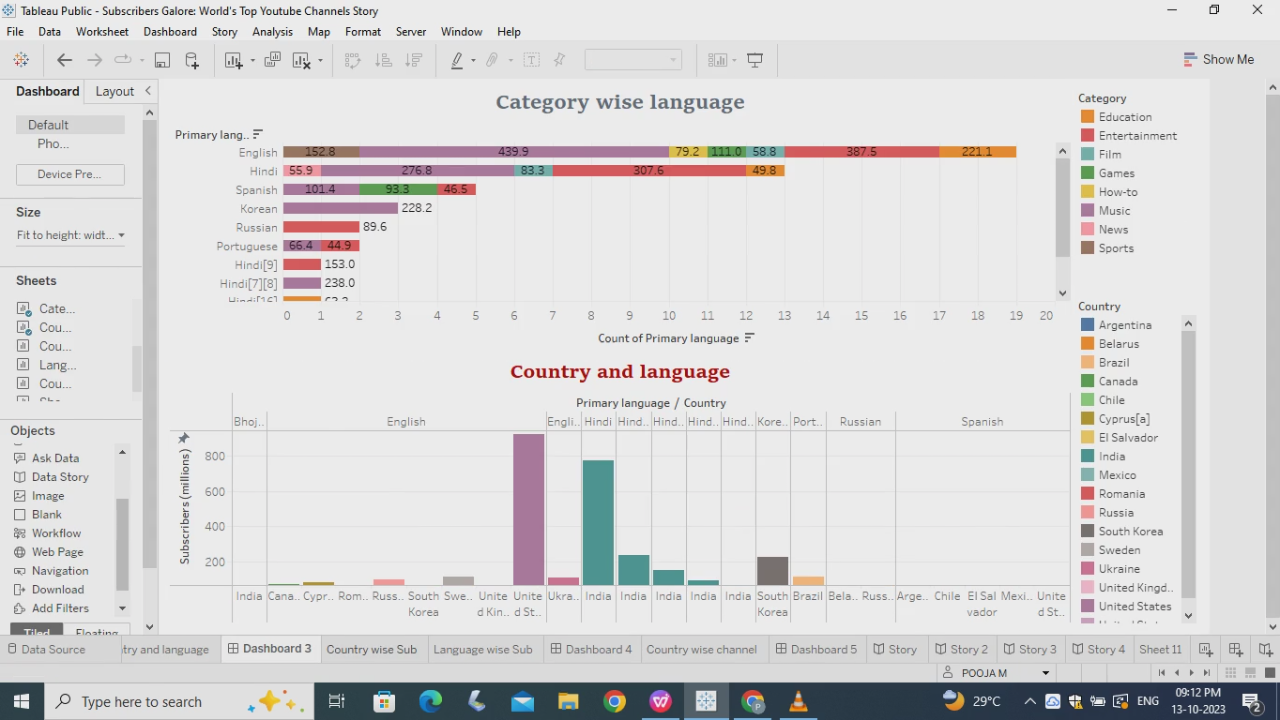 Tableau Public - Subscribers Galore: World's Top Youtube Channels Story
File Data Worksheet Dashboard Story Analysis Map Format Server Window Help
Show Me
Dashboard Layout
Default
Pho...
Device Pre...
Size
Fit to height: widt...
Sheets
Cate...
Cou...
Cou...
Lang...
Cou...
Objects
Ask Data
Data Story
Image
Blank
Workflow
Web Page
Navigation
Download
Add Filters
Tiled Floating
Category wise language
Primary lang..
English 152.8 439.9 79.2 111.0 58.8 387.5 221.1
Hindi 55.9 276.8 83.3 307.6 49.8
Spanish 101.4 93.3 46.5
Korean 228.2
Russian 89.6
Portuguese 66.4 44.9
Hindi[9] 153.0
Hindi[7][8] 238.0
Hindi[16]
0 1 2 3 4 5 6 7 8 9 10 11 12 13 14 15 16 17 18 19 20
Count of Primary language
Country and language
Primary language / Country
Bhoj.. English Engli.. Hindi Hind.. Hind.. Hind.. Hind.. Kore.. Port.. Russian Spanish
Subscribers (millions)
800
600
400
200
India Cana.. Cypr.. Rom.. Russ.. South Korea Swe.. Unite d Kin.. Unite d St.. Ukra.. India India India India India South Korea Brazil Bela.. Russ.. Arge.. Chile El Sal vador Mexi.. Unite d St..
Category
Education
Entertainment
Film
Games
How-to
Music
News
Sports
Country
Argentina
Belarus
Brazil
Canada
Chile
Cyprus[a]
El Salvador
India
Mexico
Romania
Russia
South Korea
Sweden
Ukraine
United Kingd..
United States
Data Source try and language Dashboard 3 Country wise Sub Language wise Sub Dashboard 4 Country wise channel Dashboard 5 Story Story 2 Story 3 Story 4 Sheet 11
POOJA M
Type here to search
29°C
ENG
09:12 PM
13-10-2023
2